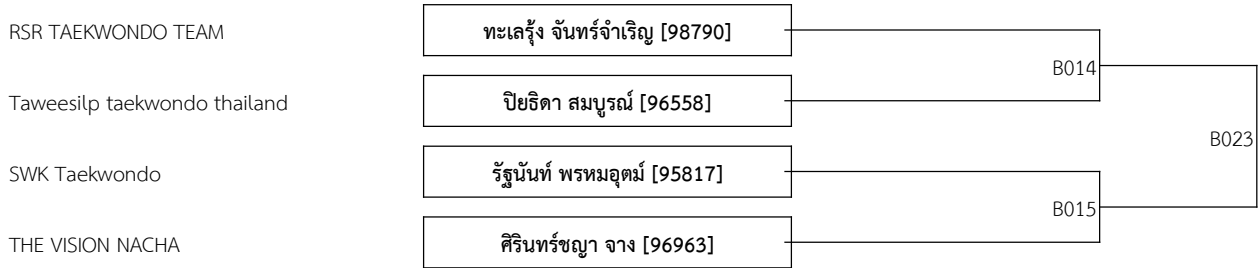 RSR TAEKWONDO TEAM ทะเลรุ้ง จันทร์จำเริญ [98790]
B014
Taweesilp taekwondo thailand ปิยธิดา สมบูรณ์ [96558]
B023
SWK Taekwondo รัฐนันท์ พรหมอุตม์ [95817]
B015
THE VISION NACHA ศิรินทร์ชญา จาง [96963]